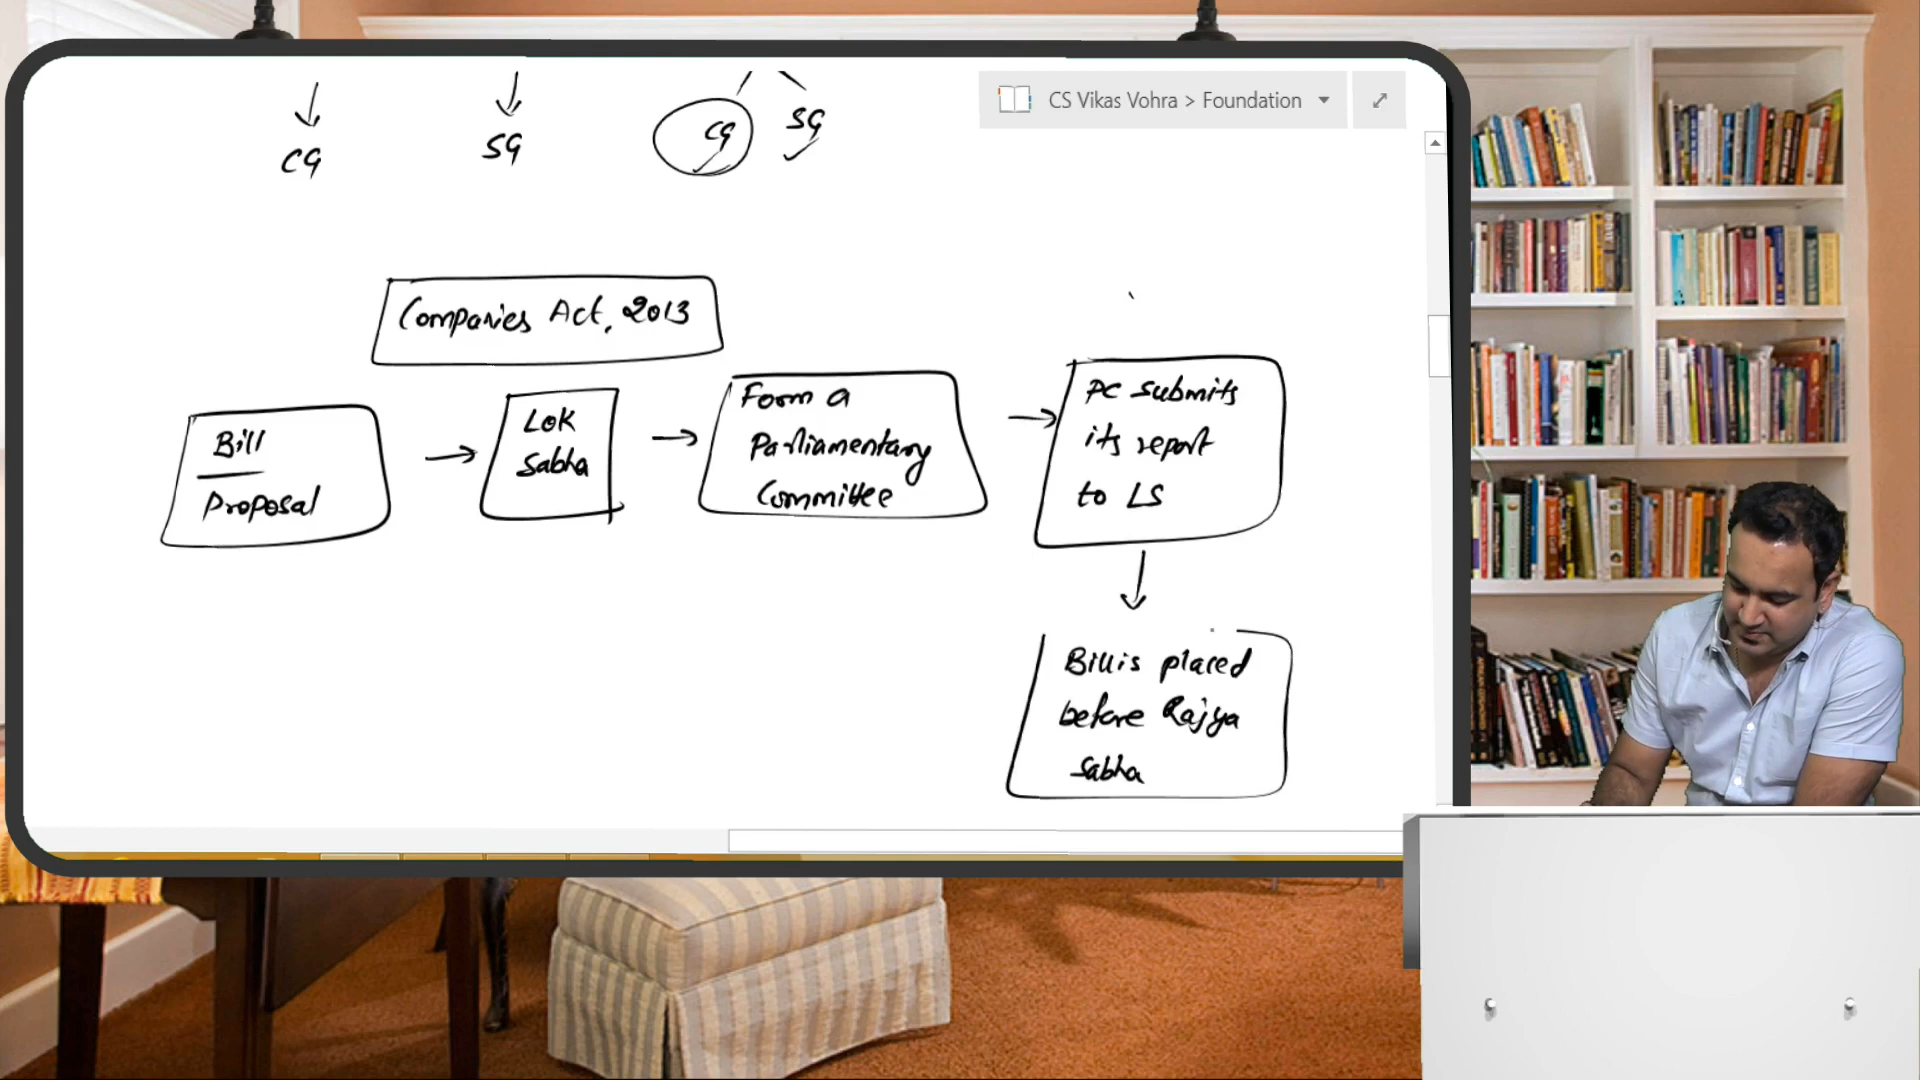 CS Vikas Vohra > Foundation
CG
SG
CG
SG
Companies Act, 2013
Bill
Proposal
Lok
Sabha
Form a
Parliamentary
Committee
PC submits
its report
to LS
Bill is placed
before Rajya
Sabha